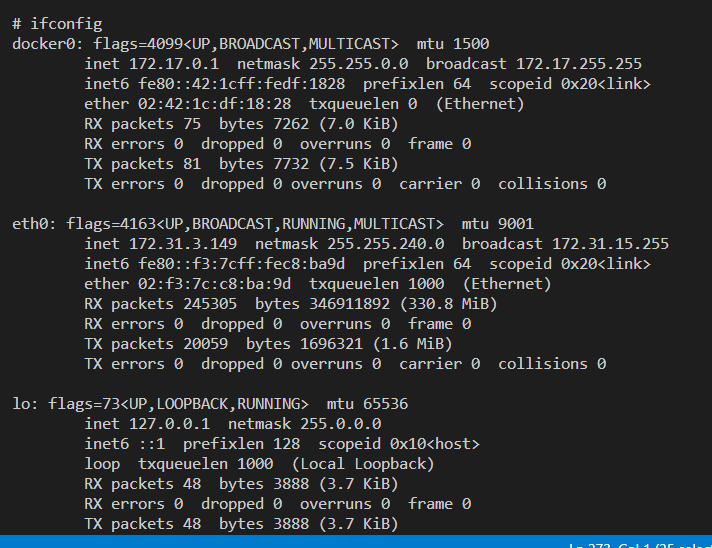 # ifconfig
docker0: flags=4099<UP,BROADCAST,MULTICAST>  mtu 1500
        inet 172.17.0.1  netmask 255.255.0.0  broadcast 172.17.255.255
        inet6 fe80::42:1cff:fedf:1828  prefixlen 64  scopeid 0x20<link>
        ether 02:42:1c:df:18:28  txqueuelen 0  (Ethernet)
        RX packets 75  bytes 7262 (7.0 KiB)
        RX errors 0  dropped 0  overruns 0  frame 0
        TX packets 81  bytes 7732 (7.5 KiB)
        TX errors 0  dropped 0 overruns 0  carrier 0  collisions 0

eth0: flags=4163<UP,BROADCAST,RUNNING,MULTICAST>  mtu 9001
        inet 172.31.3.149  netmask 255.255.240.0  broadcast 172.31.15.255
        inet6 fe80::f3:7cff:fec8:ba9d  prefixlen 64  scopeid 0x20<link>
        ether 02:f3:7c:c8:ba:9d  txqueuelen 1000  (Ethernet)
        RX packets 245305  bytes 346911892 (330.8 MiB)
        RX errors 0  dropped 0  overruns 0  frame 0
        TX packets 20059  bytes 1696321 (1.6 MiB)
        TX errors 0  dropped 0 overruns 0  carrier 0  collisions 0

lo: flags=73<UP,LOOPBACK,RUNNING>  mtu 65536
        inet 127.0.0.1  netmask 255.0.0.0
        inet6 ::1  prefixlen 128  scopeid 0x10<host>
        loop  txqueuelen 1000  (Local Loopback)
        RX packets 48  bytes 3888 (3.7 KiB)
        RX errors 0  dropped 0  overruns 0  frame 0
        TX packets 48  bytes 3888 (3.7 KiB)